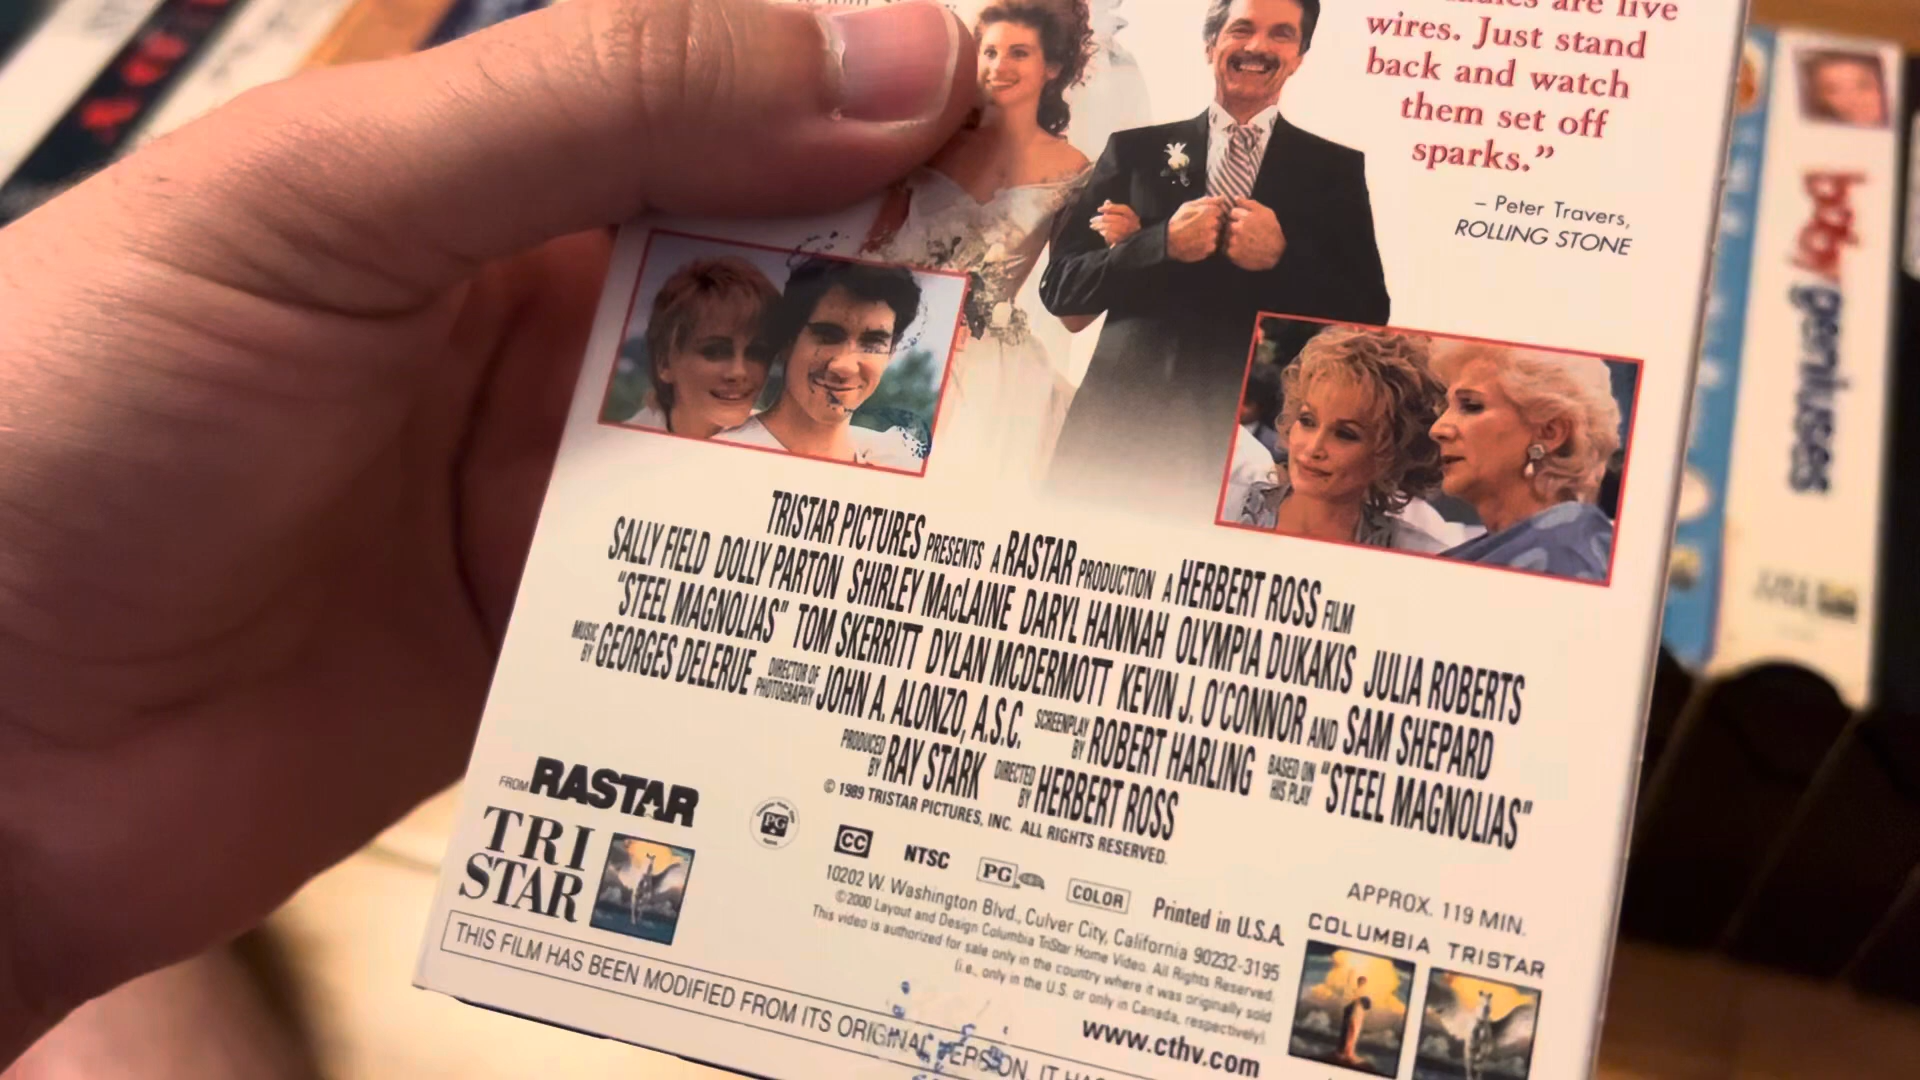 are live
wires. Just stand
back and watch
them set off
sparks.”
– Peter Travers,
ROLLING STONE
baby geniuses
TRISTAR PICTURES PRESENTS A RASTAR PRODUCTION A HERBERT ROSS FILM
SALLY FIELD DOLLY PARTON SHIRLEY MACLAINE DARYL HANNAH OLYMPIA DUKAKIS JULIA ROBERTS
“STEEL MAGNOLIAS” TOM SKERRITT DYLAN MCDERMOTT KEVIN J. O'CONNOR AND SAM SHEPARD
MUSIC BY GEORGES DELERUE DIRECTOR OF PHOTOGRAPHY JOHN A. ALONZO, A.S.C. SCREENPLAY BY ROBERT HARLING BASED ON HIS PLAY “STEEL MAGNOLIAS”
PRODUCED BY RAY STARK DIRECTED BY HERBERT ROSS
© 1989 TRISTAR PICTURES, INC. ALL RIGHTS RESERVED.
FROM RASTAR
TRI
STAR
PG
CC NTSC PG COLOR Printed in U.S.A.
10202 W. Washington Blvd., Culver City, California 90232-3195
©2000 Layout and Design Columbia TriStar Home Video. All Rights Reserved.
This video is authorized for sale only in the country where it was originally sold
(i.e., only in the U.S. or only in Canada, respectively).
www.cthv.com
APPROX. 119 MIN.
COLUMBIA TRISTAR
THIS FILM HAS BEEN MODIFIED FROM ITS ORIGINAL VERSION. IT HAS